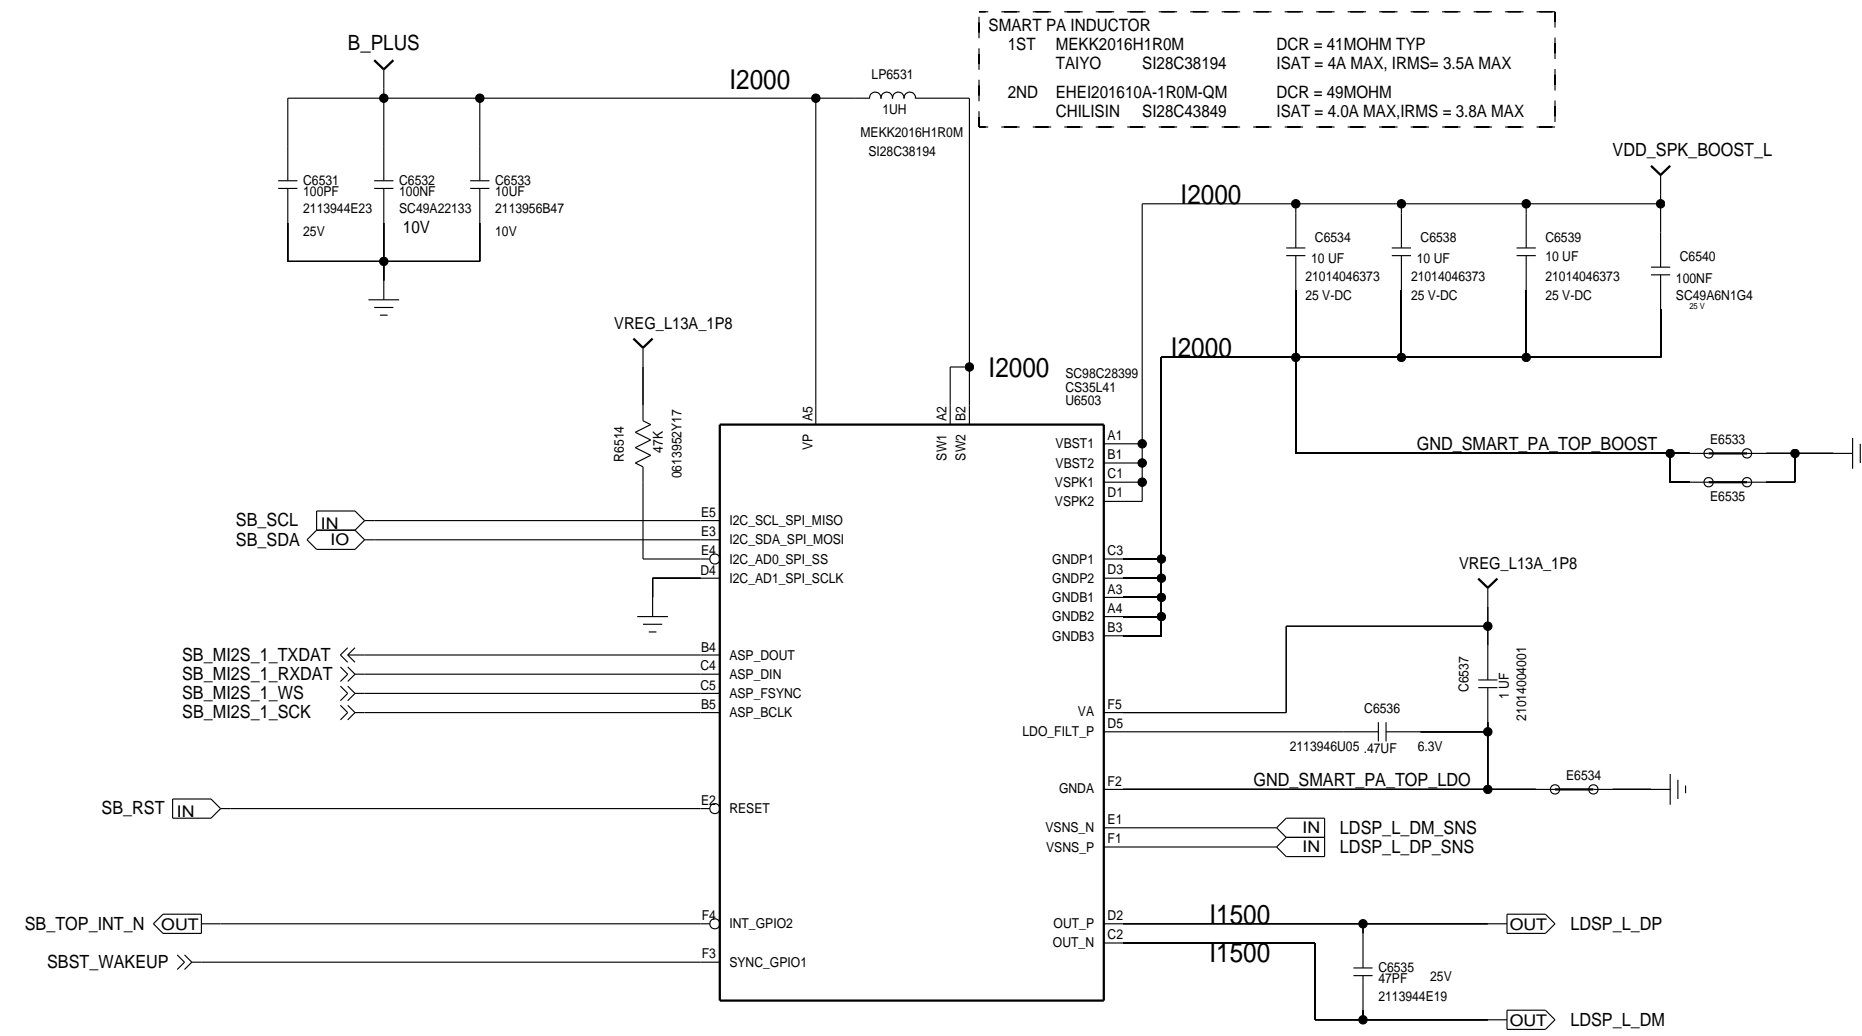 SMART PA INDUCTOR
1ST MEKK2016H1R0M DCR = 41MOHM TYP
TAIYO SI28C38194 ISAT = 4A MAX, IRMS= 3.5A MAX
2ND EHEI201610A-1R0M-QM DCR = 49MOHM
CHILISIN SI28C43849 ISAT = 4.0A MAX,IRMS = 3.8A MAX
B_PLUS
I2000
LP6531
1UH
MEKK2016H1R0M
SI28C38194
C6531
100PF
2113944E23
25V
C6532
100NF
SC49A22133
10V
C6533
10UF
2113956B47
10V
VDD_SPK_BOOST_L
I2000
C6534
10 UF
21014046373
25 V-DC
C6538
10 UF
21014046373
25 V-DC
C6539
10 UF
21014046373
25 V-DC
C6540
100NF
SC49A6N1G4
25 V
I2000
VREG_L13A_1P8
R6514
47K
0613952Y17
I2000
SC98C28399
CS35L41
U6503
A5
VP
A2
SW1
B2
SW2
VBST1 A1
VBST2 B1
VSPK1 C1
VSPK2 D1
GND_SMART_PA_TOP_BOOST
E6533
E6535
SB_SCL IN E5 I2C_SCL_SPI_MISO
SB_SDA IO E3 I2C_SDA_SPI_MOSI
E4 I2C_AD0_SPI_SS
D4 I2C_AD1_SPI_SCLK
GNDP1 C3
GNDP2 D3
GNDB1 A3
GNDB2 A4
GNDB3 B3
VREG_L13A_1P8
C6537
1 UF
21014004001
SB_MI2S_1_TXDAT B4 ASP_DOUT
SB_MI2S_1_RXDAT C4 ASP_DIN
SB_MI2S_1_WS C5 ASP_FSYNC
SB_MI2S_1_SCK B5 ASP_BCLK
VA F5
LDO_FILT_P D5
C6536
2113946U05 .47UF 6.3V
GNDA F2 GND_SMART_PA_TOP_LDO E6534
SB_RST IN E2 RESET
VSNS_N E1 IN LDSP_L_DM_SNS
VSNS_P F1 IN LDSP_L_DP_SNS
SB_TOP_INT_N OUT F4 INT_GPIO2
SBST_WAKEUP F3 SYNC_GPIO1
OUT_P D2 I1500 OUT LDSP_L_DP
OUT_N C2 I1500
C6535
47PF 25V
2113944E19
OUT LDSP_L_DM